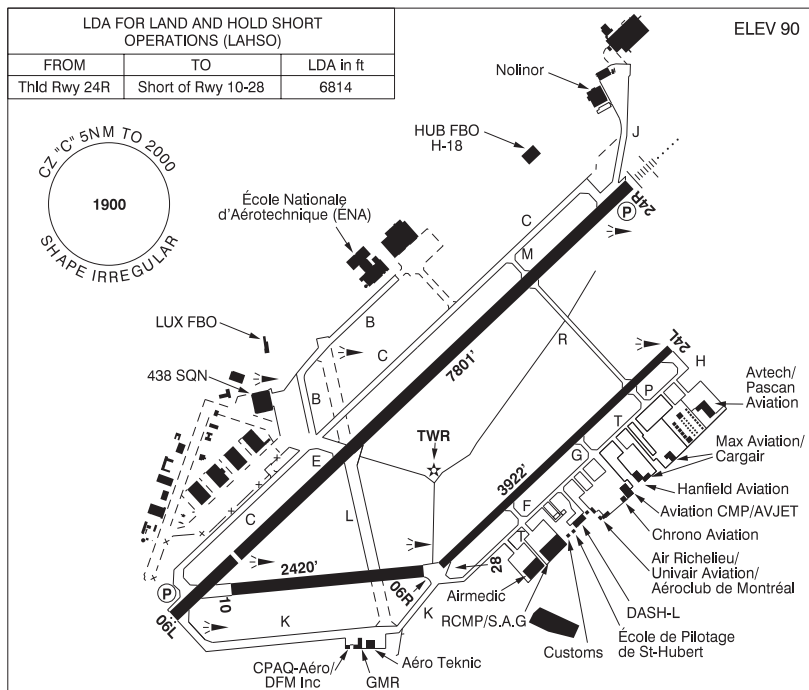 LDA FOR LAND AND HOLD SHORT
OPERATIONS (LAHSO)
FROM TO LDA in ft
Thld Rwy 24R Short of Rwy 10-28 6814
ELEV 90
CZ "C" 5NM TO 2000
1900
SHAPE IRREGULAR
Nolinor
J
HUB FBO
H-18
École Nationale
d'Aérotechnique (ÉNA)
24R
P
C
M
B
LUX FBO
C
R
24L
H
7801'
438 SQN
B
P
Avtech/
Pascan
Aviation
T
TWR
Max Aviation/
Cargair
E
G
3922'
Hanfield Aviation
C
L
F
Aviation CMP/AVJET
T
Chrono Aviation
2420'
28
Air Richelieu/
Univair Aviation/
Aéroclub de Montréal
P
10
06R
Airmedic
K
06L
RCMP/S.A.G
DASH-L
K
Customs
École de Pilotage
de St-Hubert
CPAQ-Aéro/
DFM Inc
GMR
Aéro Teknic